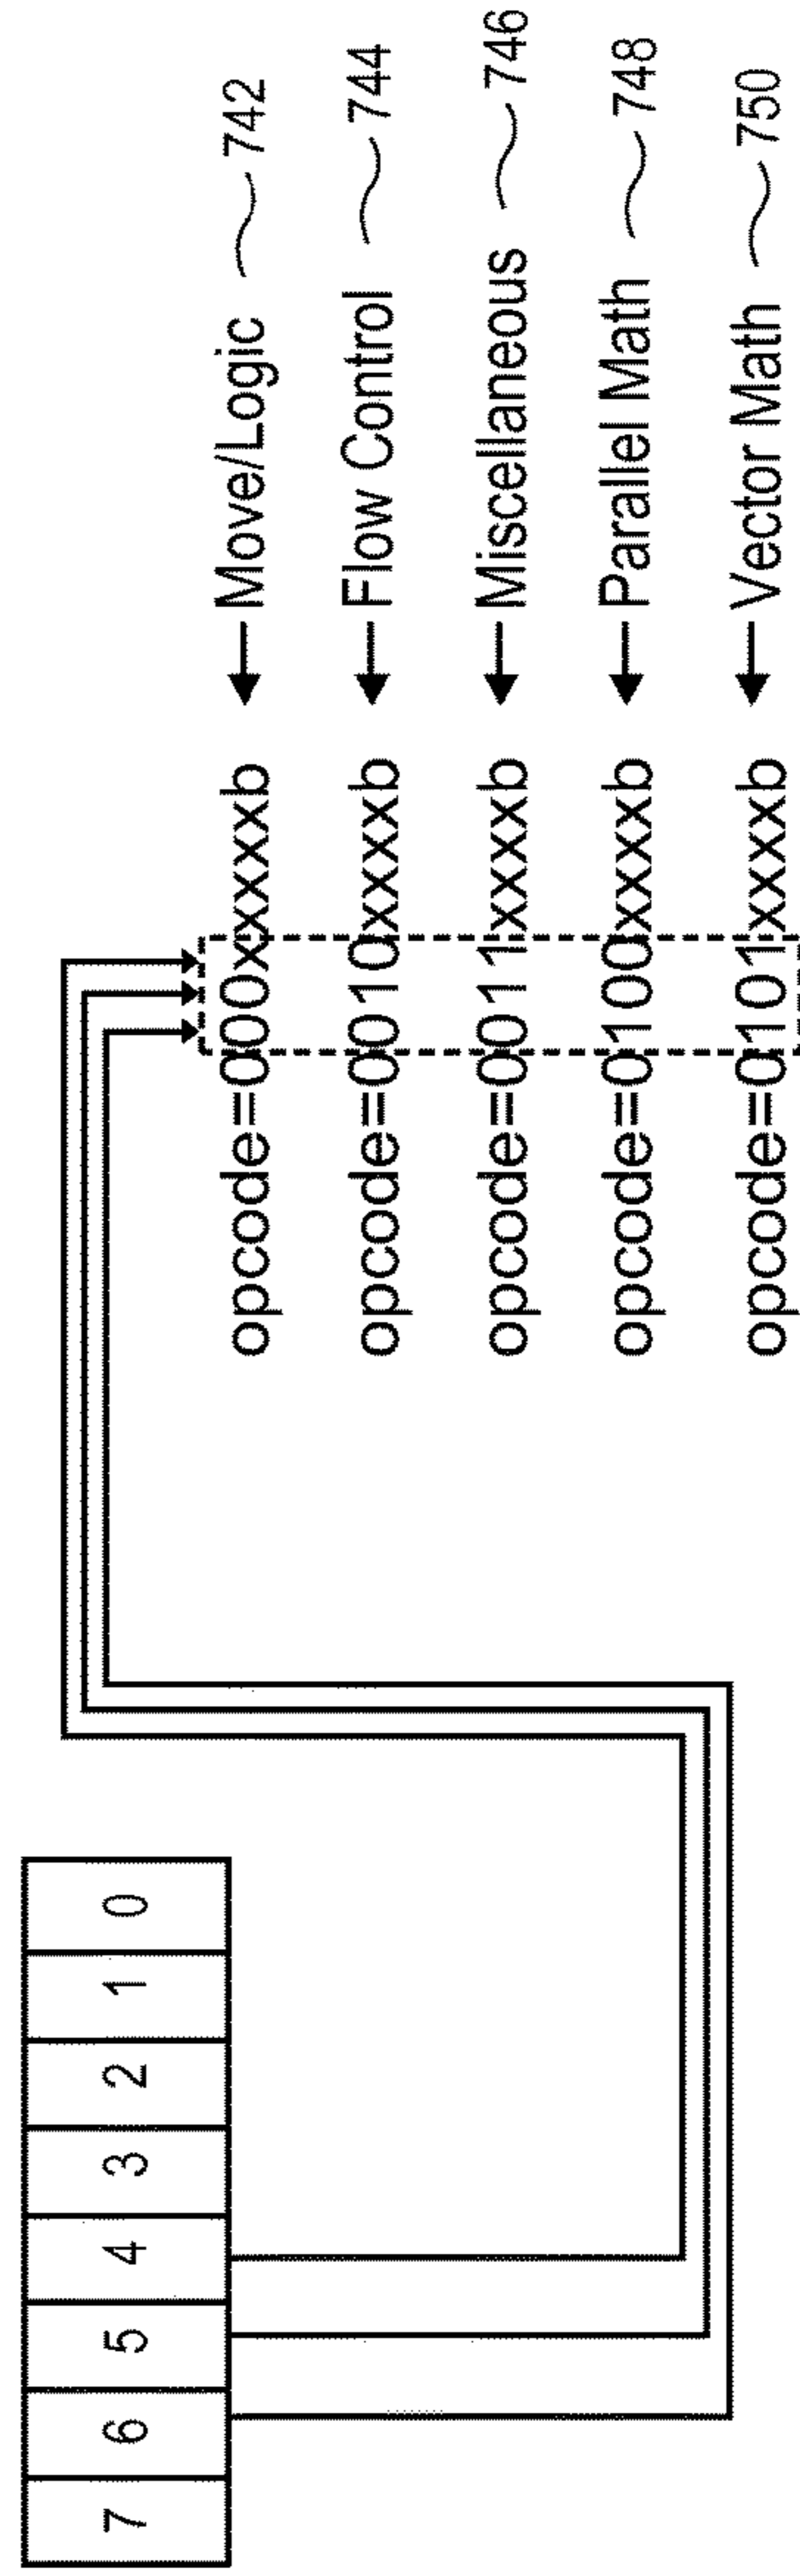 7 6 5 4 3 2 1 0
opcode=000xxxxxb ← Move/Logic 742
opcode=0010xxxxb ← Flow Control 744
opcode=0011xxxxb ← Miscellaneous 746
opcode=0100xxxxb ← Parallel Math 748
opcode=0101xxxxb ← Vector Math 750